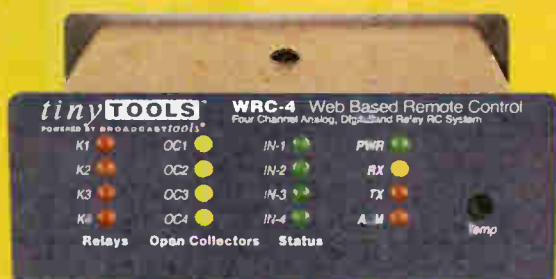 tiny TOOLS
POWERED BY BROADCASTtools®
WRC-4 Web Based Remote Control
Four Channel Analog, Digital and Relay RC System
K1 OC1 IN-1 PWR
K2 OC2 IN-2 RX
K3 OC3 IN-3 TX
K4 OC4 IN-4
Temp
Relays Open Collectors Status